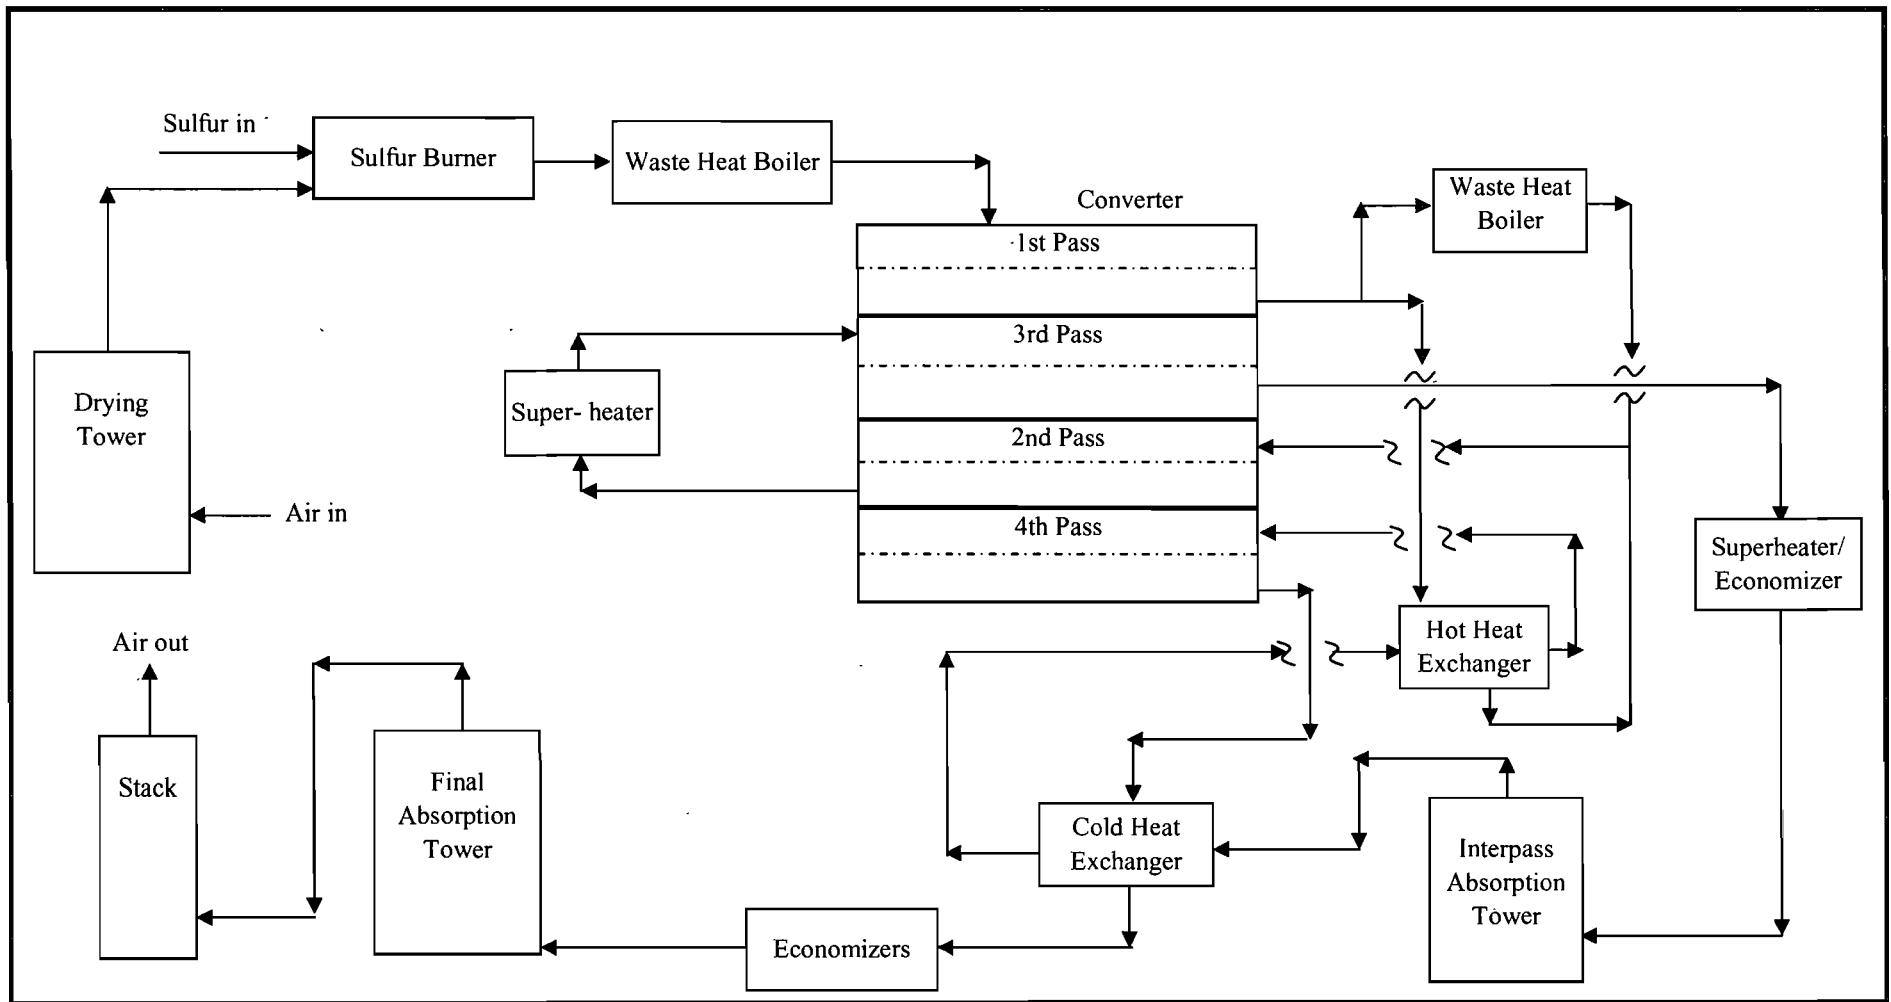 Sulfur in
Sulfur Burner
Waste Heat Boiler
Converter
Waste Heat
Boiler
1st Pass
3rd Pass
2nd Pass
4th Pass
Super- heater
Drying
Tower
Air in
Superheater/
Economizer
Hot Heat
Exchanger
Air out
Stack
Final
Absorption
Tower
Cold Heat
Exchanger
Interpass
Absorption
Tower
Economizers